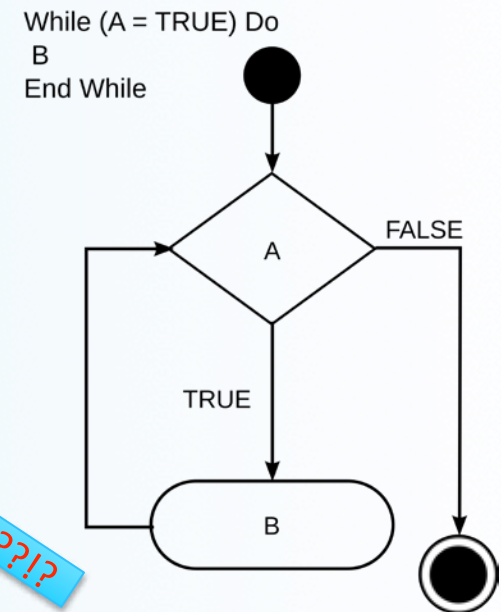 While (A = TRUE) Do
B
End While
A
FALSE
TRUE
B
??!?